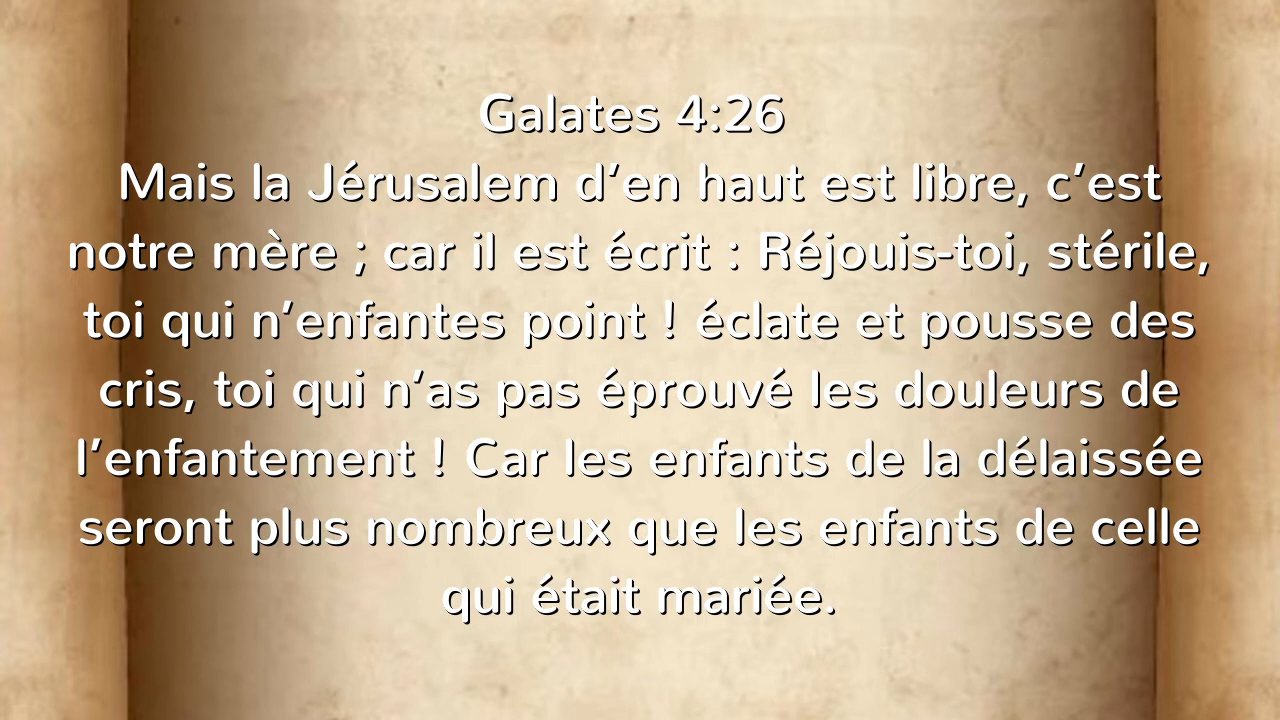 Galates 4:26
Mais la Jérusalem d’en haut est libre, c’est
notre mère ; car il est écrit : Réjouis-toi, stérile,
toi qui n’enfantes point ! éclate et pousse des
cris, toi qui n’as pas éprouvé les douleurs de
l’enfantement ! Car les enfants de la délaissée
seront plus nombreux que les enfants de celle
qui était mariée.